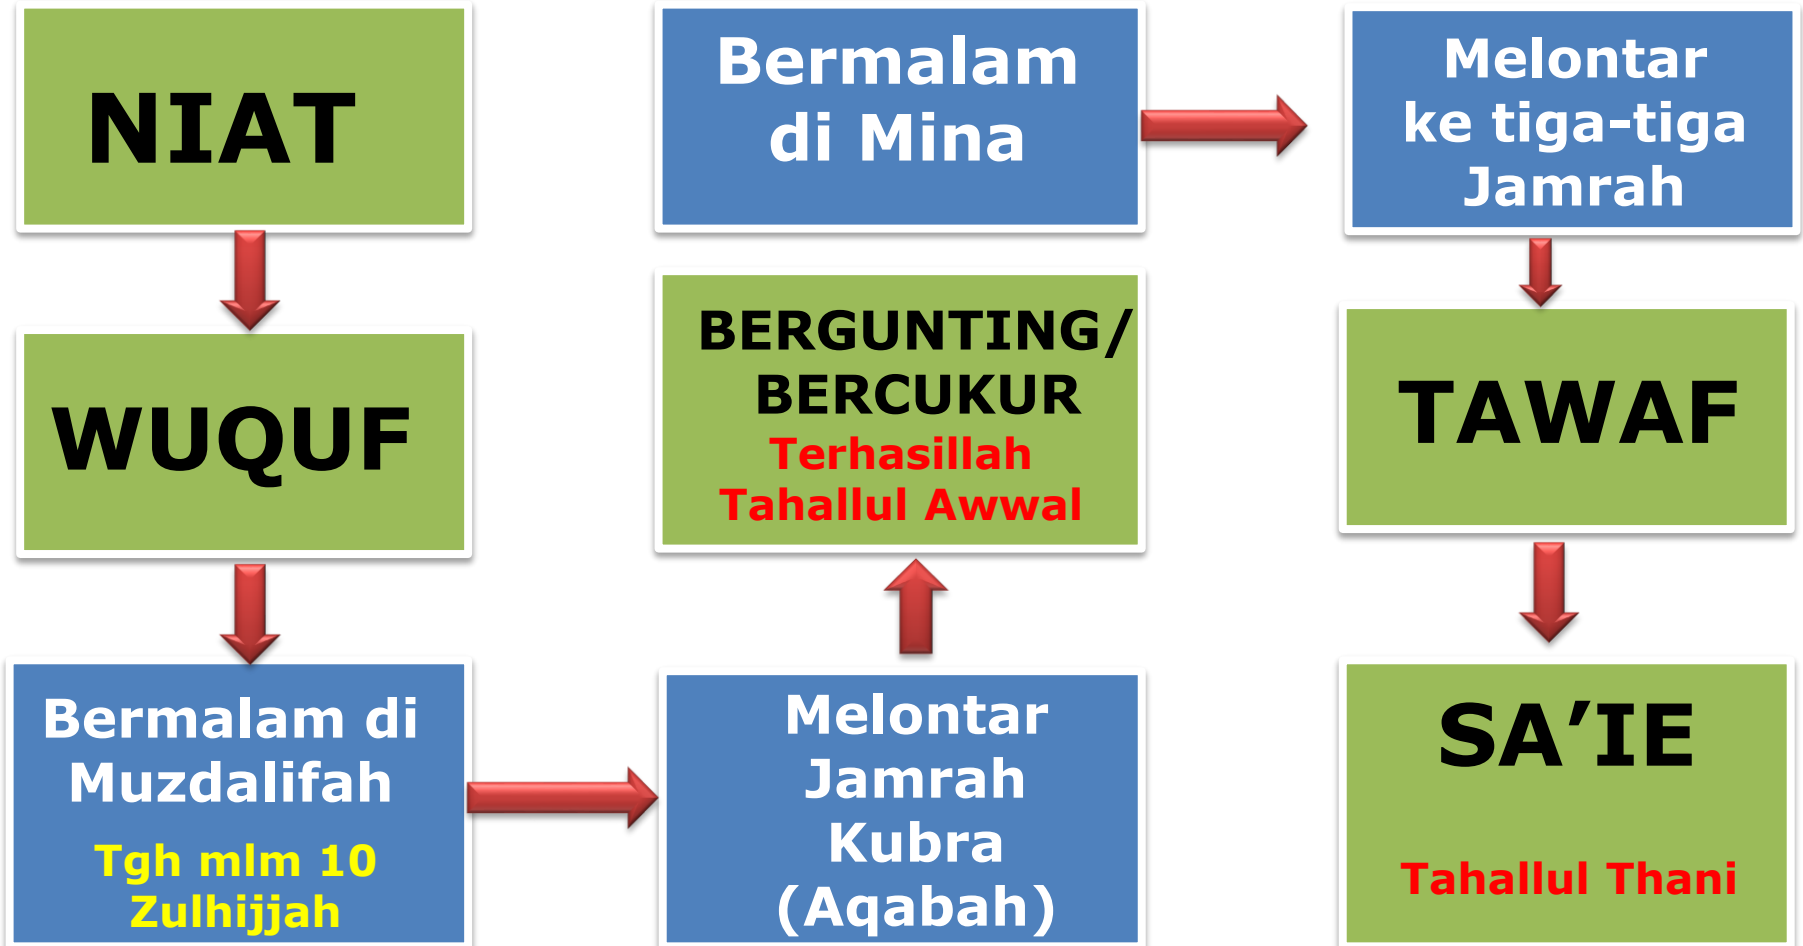 NIAT
WUQUF
Bermalam di
Muzdalifah
Tgh mlm 10
Zulhijjah
Melontar
Jamrah
Kubra
(Aqabah)
BERGUNTING/
BERCUKUR
Terhasillah
Tahallul Awwal
Bermalam
di Mina
Melontar
ke tiga-tiga
Jamrah
TAWAF
SA’IE
Tahallul Thani